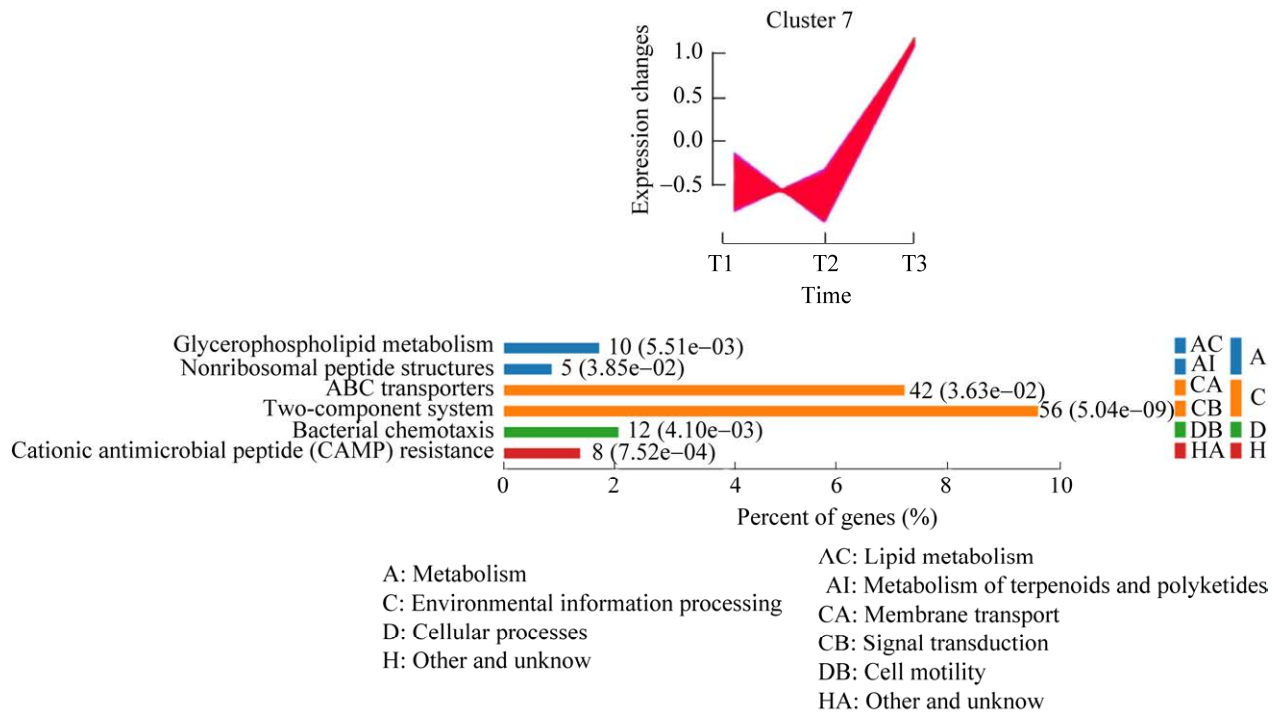 Cluster 7
Expression changes
1.0
0.5
0.0
−0.5
T1 T2 T3
Time
Glycerophospholipid metabolism 10 (5.51e−03) AC
Nonribosomal peptide structures 5 (3.85e−02) AI A
ABC transporters 42 (3.63e−02) CA
Two-component system 56 (5.04e−09) CB C
Bacterial chemotaxis 12 (4.10e−03) DB D
Cationic antimicrobial peptide (CAMP) resistance 8 (7.52e−04) HA H
0 2 4 6 8 10
Percent of genes (%)
A: Metabolism
C: Environmental information processing
D: Cellular processes
H: Other and unknow
AC: Lipid metabolism
AI: Metabolism of terpenoids and polyketides
CA: Membrane transport
CB: Signal transduction
DB: Cell motility
HA: Other and unknow